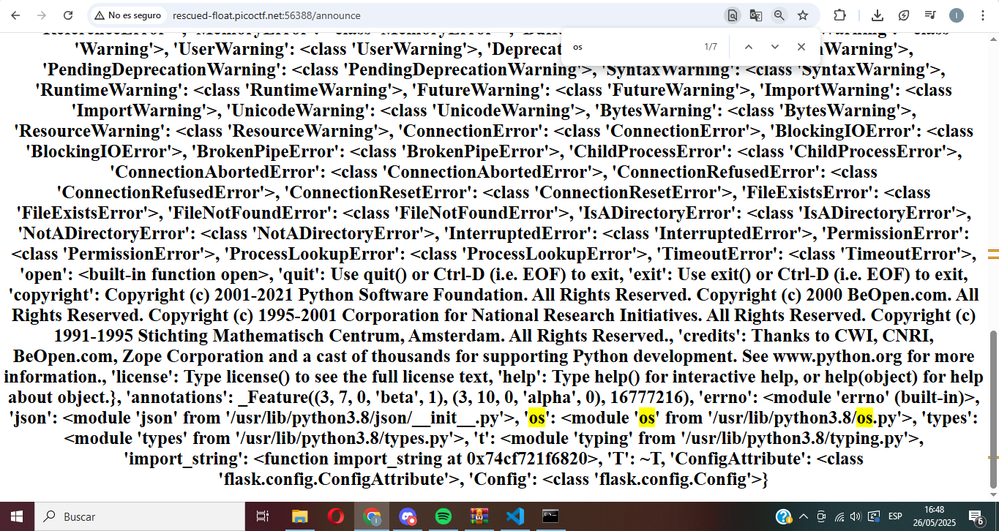 No es seguro
rescued-float.picoctf.net:56388/announce
I
os
1/7
'Warning'>, 'UserWarning': <class 'UserWarning'>, 'Depreca
Warning'>,
'PendingDeprecationWarning': <class 'PendingDeprecationWarning'>, 'SyntaxWarning': <class 'SyntaxWarning'>,
'RuntimeWarning': <class 'RuntimeWarning'>, 'FutureWarning': <class 'FutureWarning'>, 'ImportWarning': <class
'ImportWarning'>, 'UnicodeWarning': <class 'UnicodeWarning'>, 'BytesWarning': <class 'BytesWarning'>,
'ResourceWarning': <class 'ResourceWarning'>, 'ConnectionError': <class 'ConnectionError'>, 'BlockingIOError': <class
'BlockingIOError'>, 'BrokenPipeError': <class 'BrokenPipeError'>, 'ChildProcessError': <class 'ChildProcessError'>,
'ConnectionAbortedError': <class 'ConnectionAbortedError'>, 'ConnectionRefusedError': <class
'ConnectionRefusedError'>, 'ConnectionResetError': <class 'ConnectionResetError'>, 'FileExistsError': <class
'FileExistsError'>, 'FileNotFoundError': <class 'FileNotFoundError'>, 'IsADirectoryError': <class 'IsADirectoryError'>,
'NotADirectoryError': <class 'NotADirectoryError'>, 'InterruptedError': <class 'InterruptedError'>, 'PermissionError':
<class 'PermissionError'>, 'ProcessLookupError': <class 'ProcessLookupError'>, 'TimeoutError': <class 'TimeoutError'>,
'open': <built-in function open>, 'quit': Use quit() or Ctrl-D (i.e. EOF) to exit, 'exit': Use exit() or Ctrl-D (i.e. EOF) to exit,
'copyright': Copyright (c) 2001-2021 Python Software Foundation. All Rights Reserved. Copyright (c) 2000 BeOpen.com. All
Rights Reserved. Copyright (c) 1995-2001 Corporation for National Research Initiatives. All Rights Reserved. Copyright (c)
1991-1995 Stichting Mathematisch Centrum, Amsterdam. All Rights Reserved., 'credits': Thanks to CWI, CNRI,
BeOpen.com, Zope Corporation and a cast of thousands for supporting Python development. See www.python.org for more
information., 'license': Type license() to see the full license text, 'help': Type help() for interactive help, or help(object) for help
about object.}, 'annotations': _Feature((3, 7, 0, 'beta', 1), (3, 10, 0, 'alpha', 0), 16777216), 'errno': <module 'errno' (built-in)>,
'json': <module 'json' from '/usr/lib/python3.8/json/__init__.py'>, 'os': <module 'os' from '/usr/lib/python3.8/os.py'>, 'types':
<module 'types' from '/usr/lib/python3.8/types.py'>, 't': <module 'typing' from '/usr/lib/python3.8/typing.py'>,
'import_string': <function import_string at 0x74cf721f6820>, 'T': ~T, 'ConfigAttribute': <class
'flask.config.ConfigAttribute'>, 'Config': <class 'flask.config.Config'>}
Buscar
ESP
16:48
26/05/2025
6